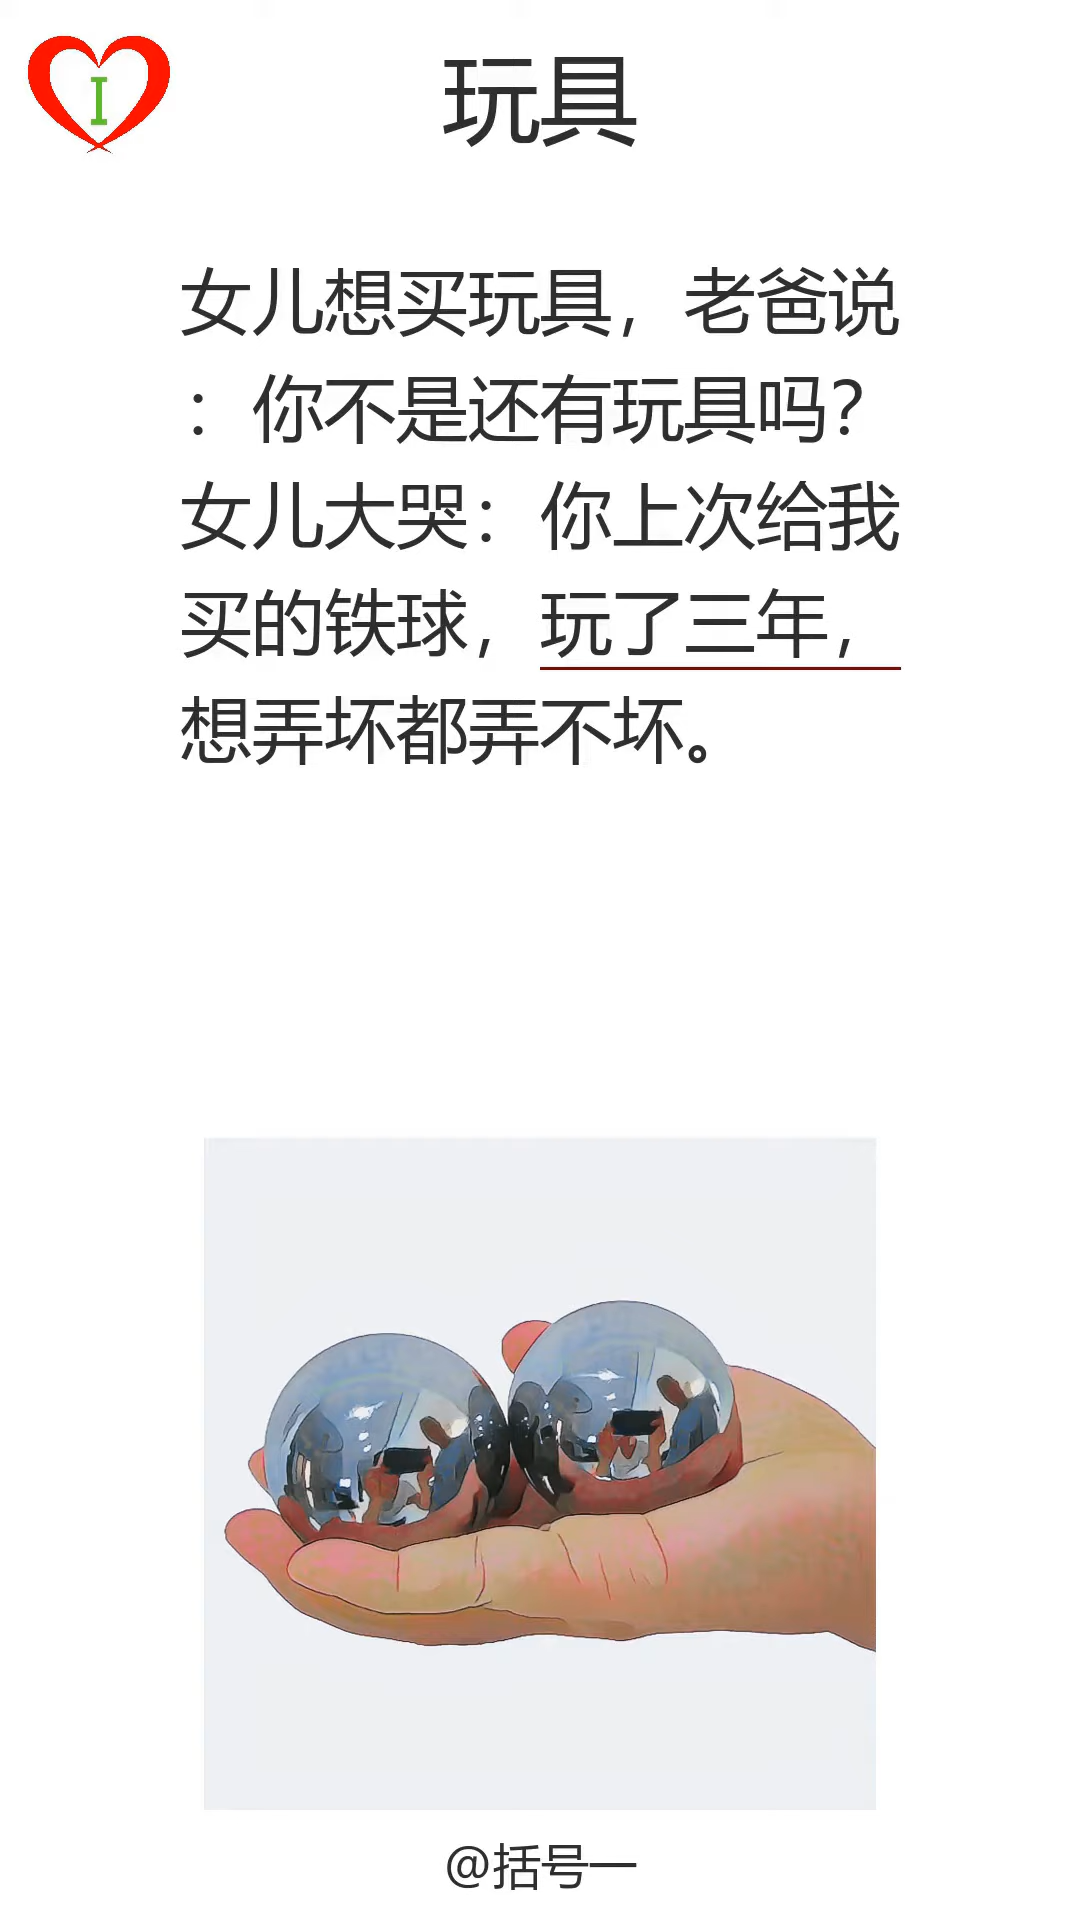 I
玩具
女儿想买玩具，老爸说
：你不是还有玩具吗？
女儿大哭：你上次给我
买的铁球，玩了三年，
想弄坏都弄不坏。
@括号一